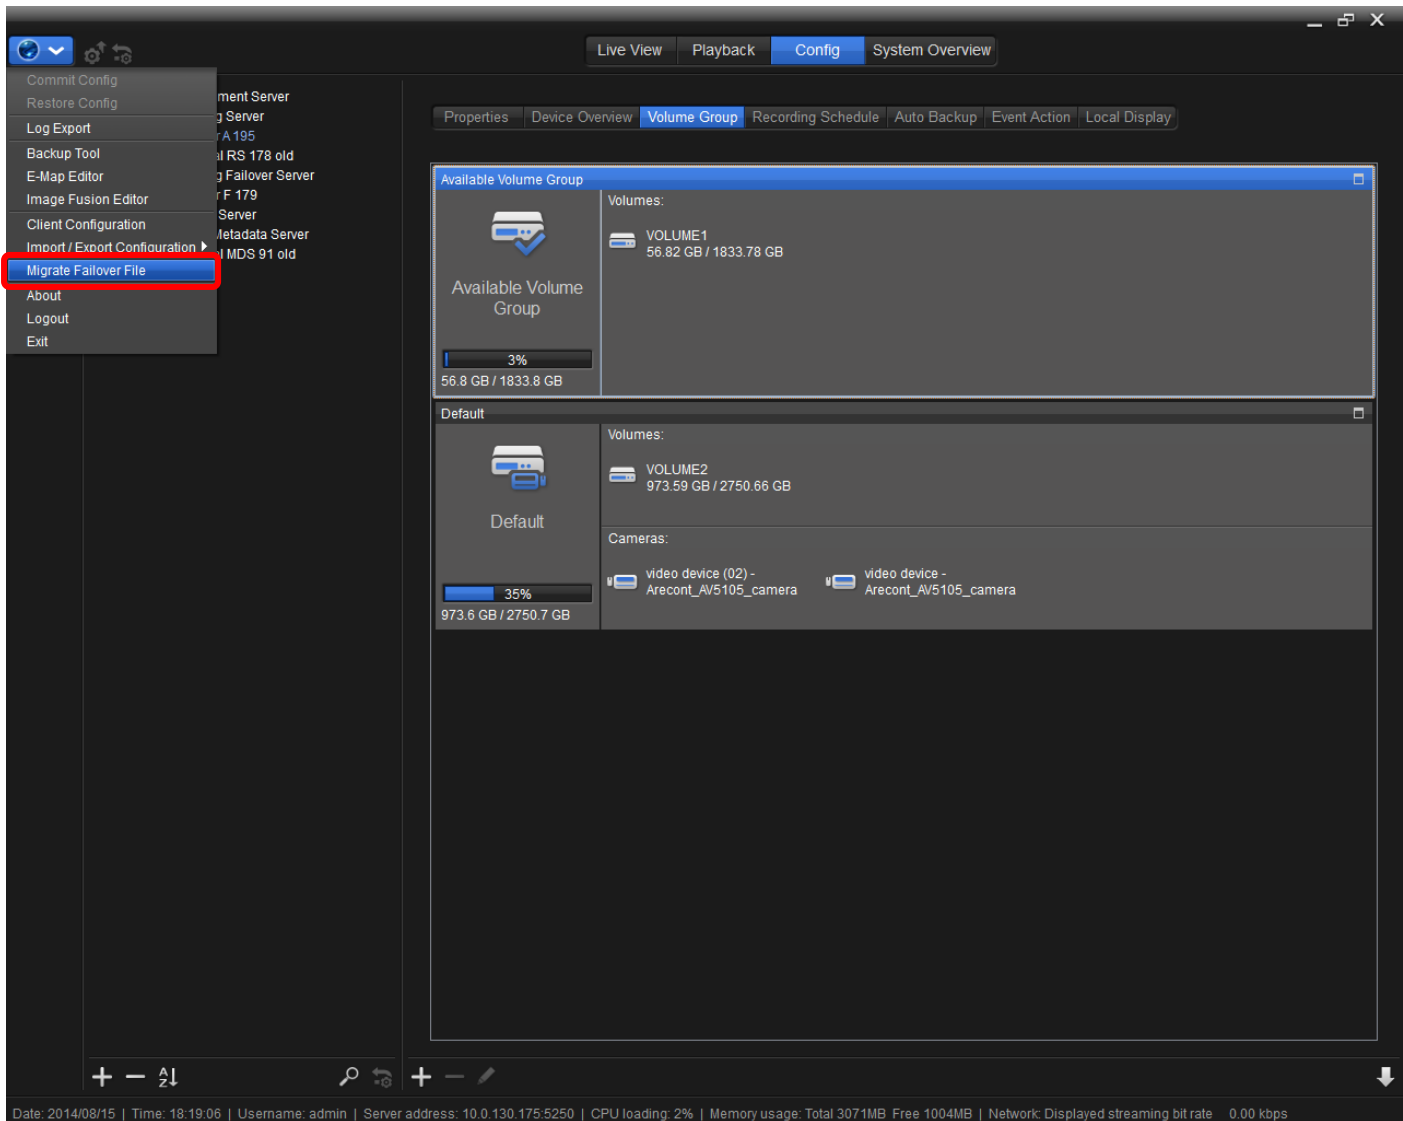 Live View Playback Config System Overview
Commit Config
Restore Config
Log Export
Backup Tool
E-Map Editor
Image Fusion Editor
Client Configuration
Import / Export Configuration
Migrate Failover File
About
Logout
Exit
Server
Server
A 195
RS 178 old
Failover Server
F 179
Server
Metadata Server
MDS 91 old
Properties Device Overview Volume Group Recording Schedule Auto Backup Event Action Local Display
Available Volume Group
Available Volume
Group
3%
56.8 GB / 1833.8 GB
Volumes:
VOLUME1
56.82 GB / 1833.78 GB
Default
Default
35%
973.6 GB / 2750.7 GB
Volumes:
VOLUME2
973.59 GB / 2750.66 GB
Cameras:
video device (02) -
Arecont_AV5105_camera
video device -
Arecont_AV5105_camera
Date: 2014/08/15 | Time: 18:19:06 | Username: admin | Server address: 10.0.130.175:5250 | CPU loading: 2% | Memory usage: Total 3071MB Free 1004MB | Network: Displayed streaming bit rate 0.00 kbps